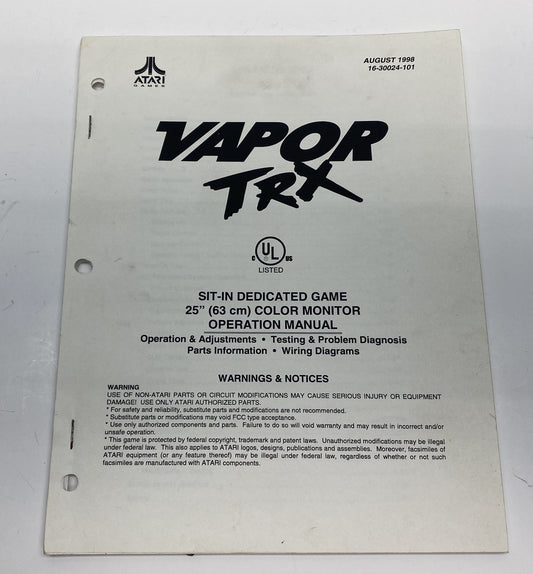 ATARI
GAMES
AUGUST 1998
16-30024-101
VAPOR
TRX
C UL US
LISTED
SIT-IN DEDICATED GAME
25" (63 cm) COLOR MONITOR
OPERATION MANUAL
Operation & Adjustments • Testing & Problem Diagnosis
Parts Information • Wiring Diagrams
WARNINGS & NOTICES
WARNING
USE OF NON-ATARI PARTS OR CIRCUIT MODIFICATIONS MAY CAUSE SERIOUS INJURY OR EQUIPMENT
DAMAGE! USE ONLY ATARI AUTHORIZED PARTS.
* For safety and reliability, substitute parts and modifications are not recommended.
* Substitute parts or modifications may void FCC type acceptance.
* Use only authorized components and parts. Failure to do so will void warranty and may result in incorrect and/or
unsafe operation.
* This game is protected by federal copyright, trademark and patent laws. Unauthorized modifications may be illegal
under federal law. This also applies to ATARI logos, designs, publications and assemblies. Moreover, facsimiles of
ATARI equipment (or any feature thereof) may be illegal under federal law, regardless of whether or not such
facsimiles are manufactured with ATARI components.